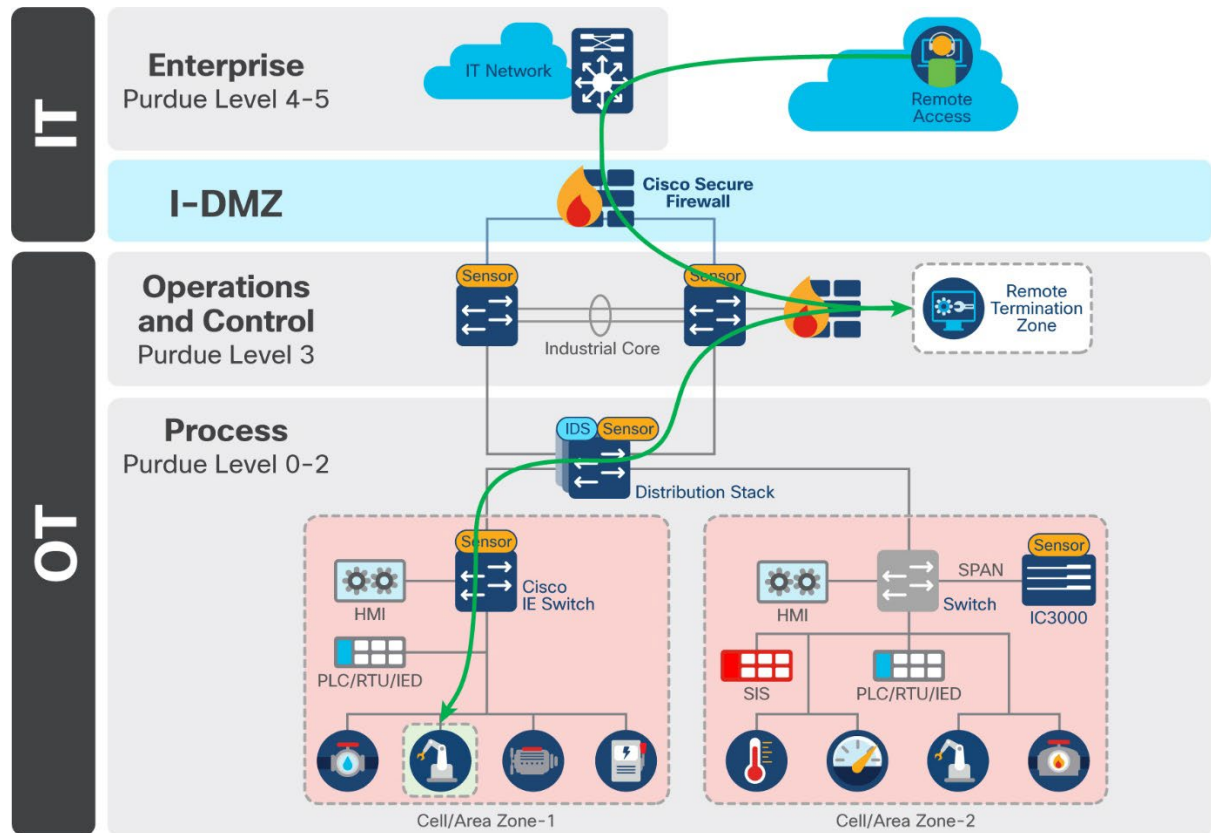 IT
Enterprise
Purdue Level 4-5
IT Network
Remote
Access
I-DMZ
Cisco Secure
Firewall
OT
Operations
and Control
Purdue Level 3
Sensor
Sensor
Industrial Core
Remote
Termination
Zone
Process
Purdue Level 0-2
IDS
Sensor
Distribution Stack
Sensor
HMI
Cisco
IE Switch
PLC/RTU/IED
Cell/Area Zone-1
HMI
Switch
SPAN
Sensor
IC3000
SIS
PLC/RTU/IED
Cell/Area Zone-2